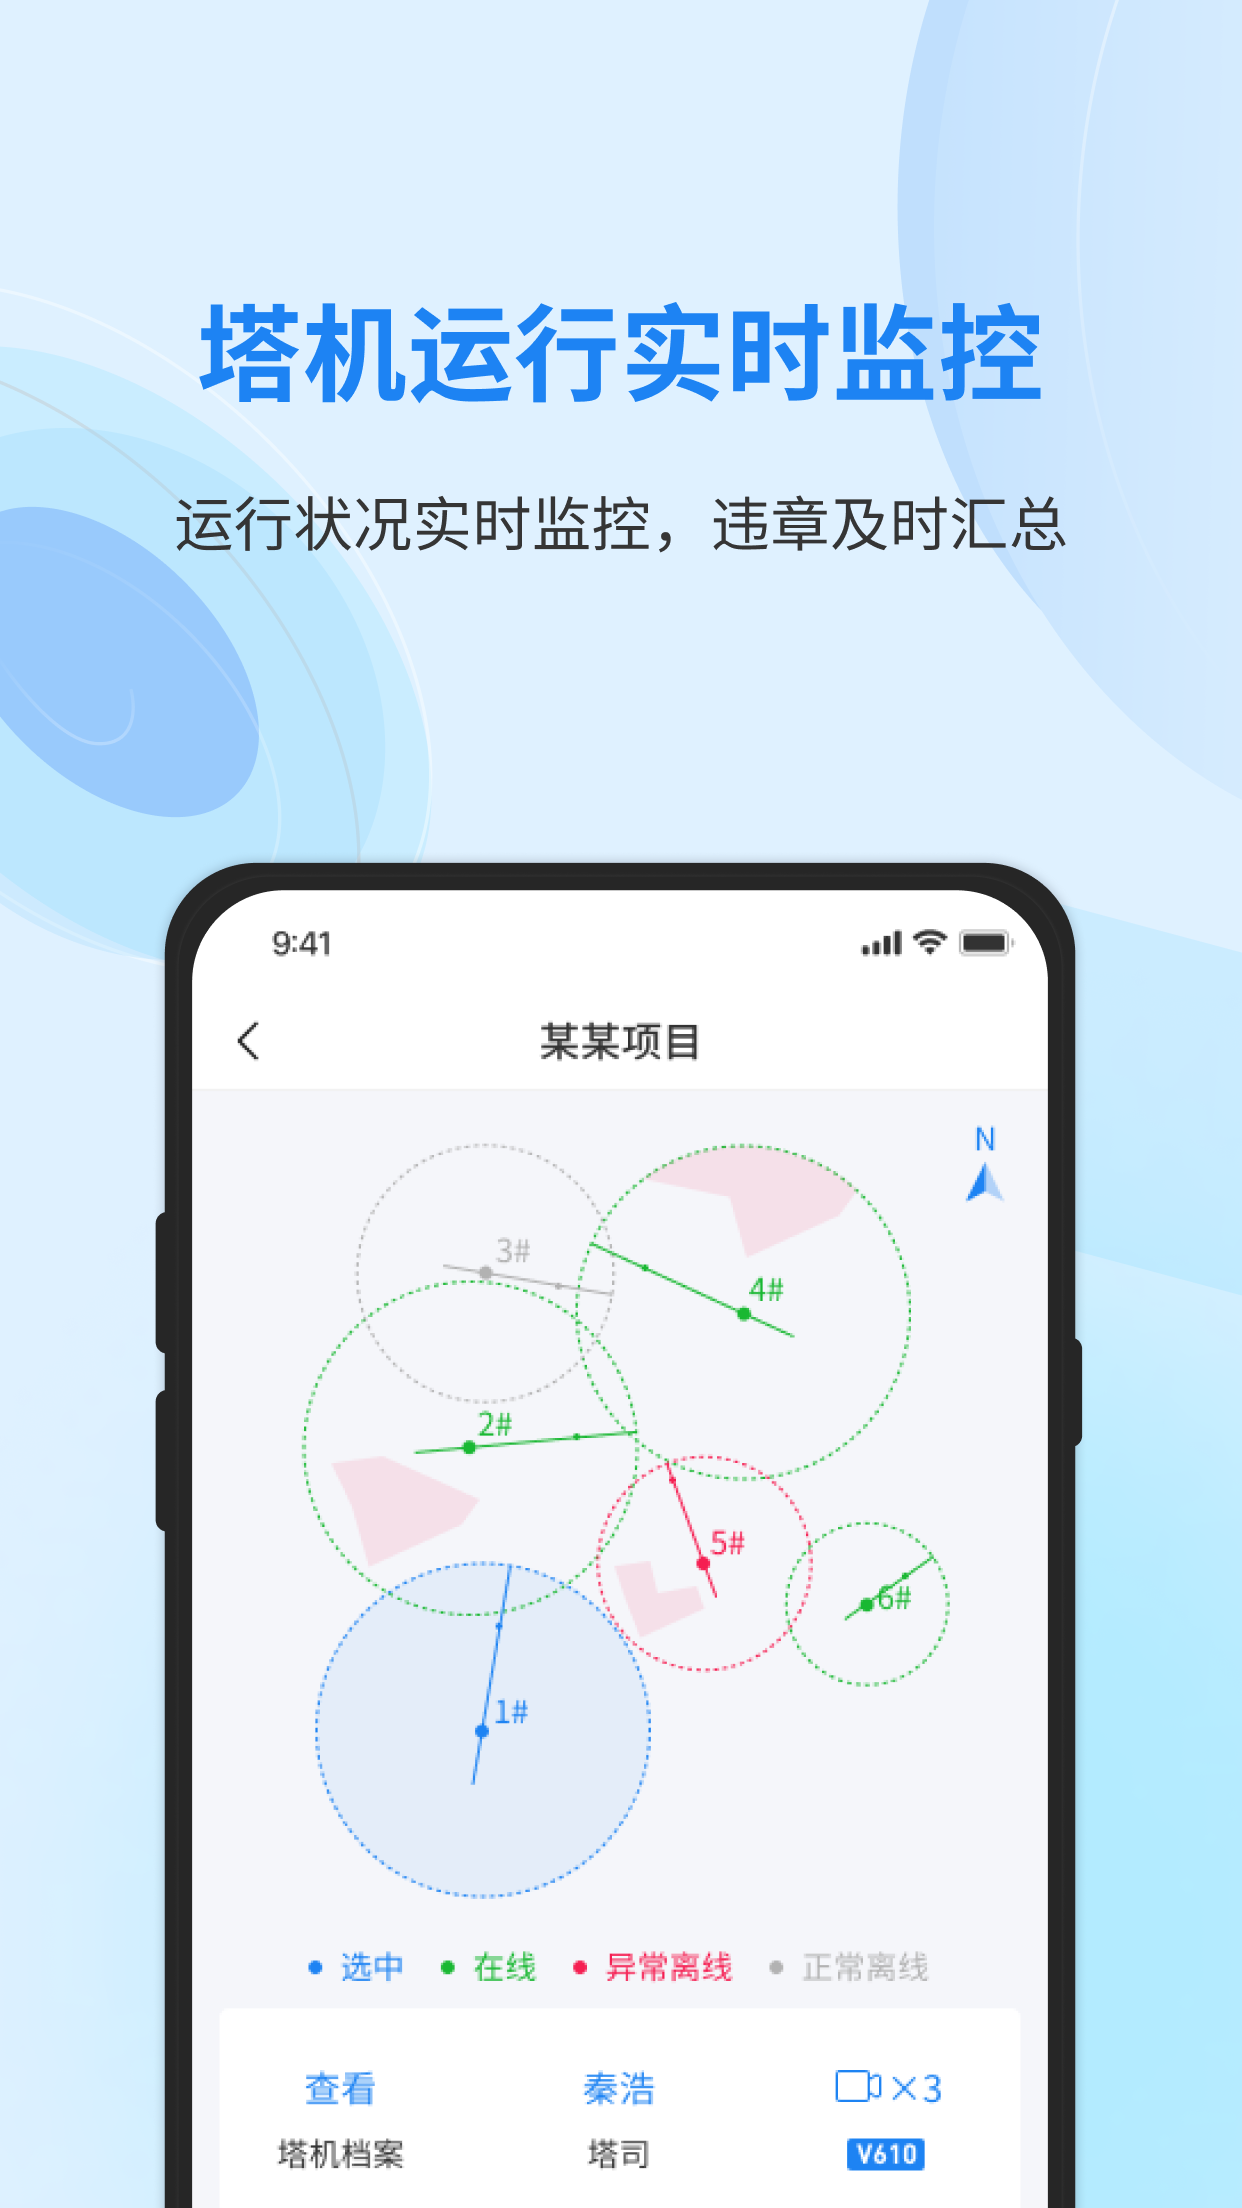 塔机运行实时监控
运行状况实时监控，违章及时汇总
9:41
某某项目
N
3#
4#
2#
5#
6#
1#
选中 在线 异常离线 正常离线
查看 秦浩 ×3
塔机档案 塔司 V610